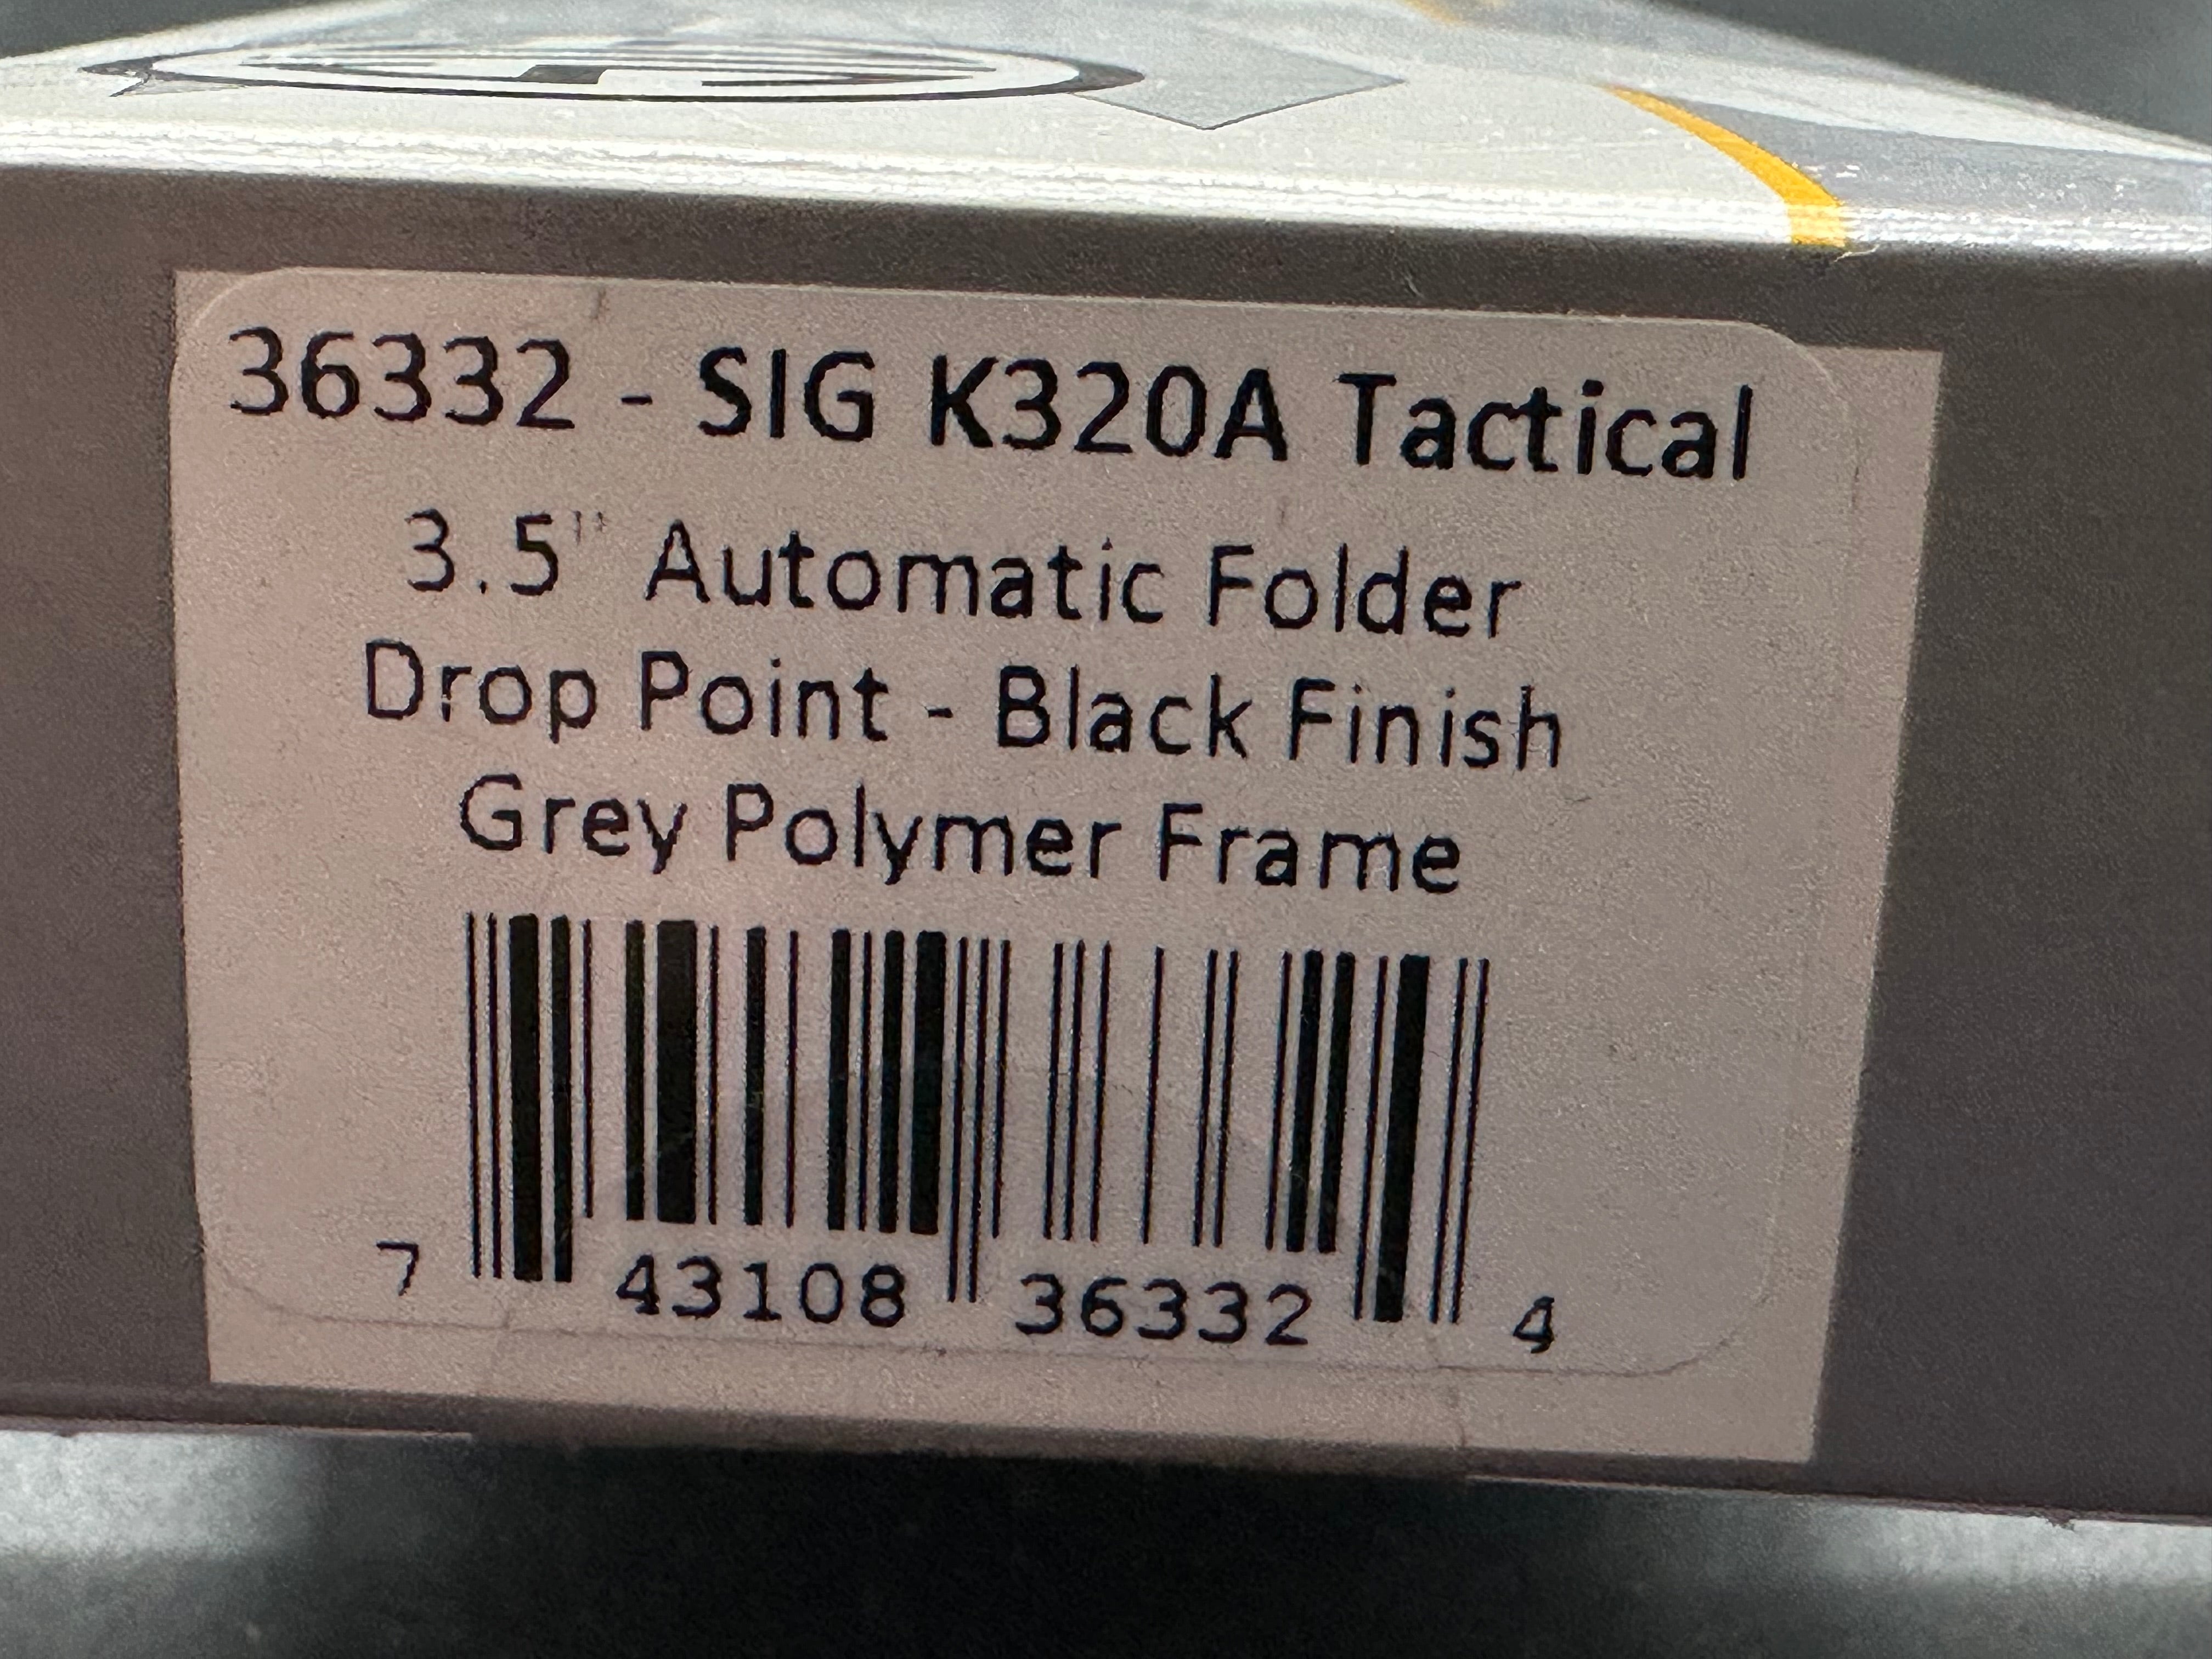 36332 - SIG K320A Tactical
3.5" Automatic Folder
Drop Point - Black Finish
Grey Polymer Frame
7 43108 36332 4